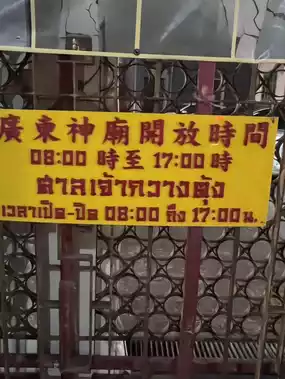 廣東神廟開放時間
08:00 時至 17:00 時
ศาลเจ้ากวางตุ้ง
เวลาเปิด-ปิด 08:00 ถึง 17:00 น.